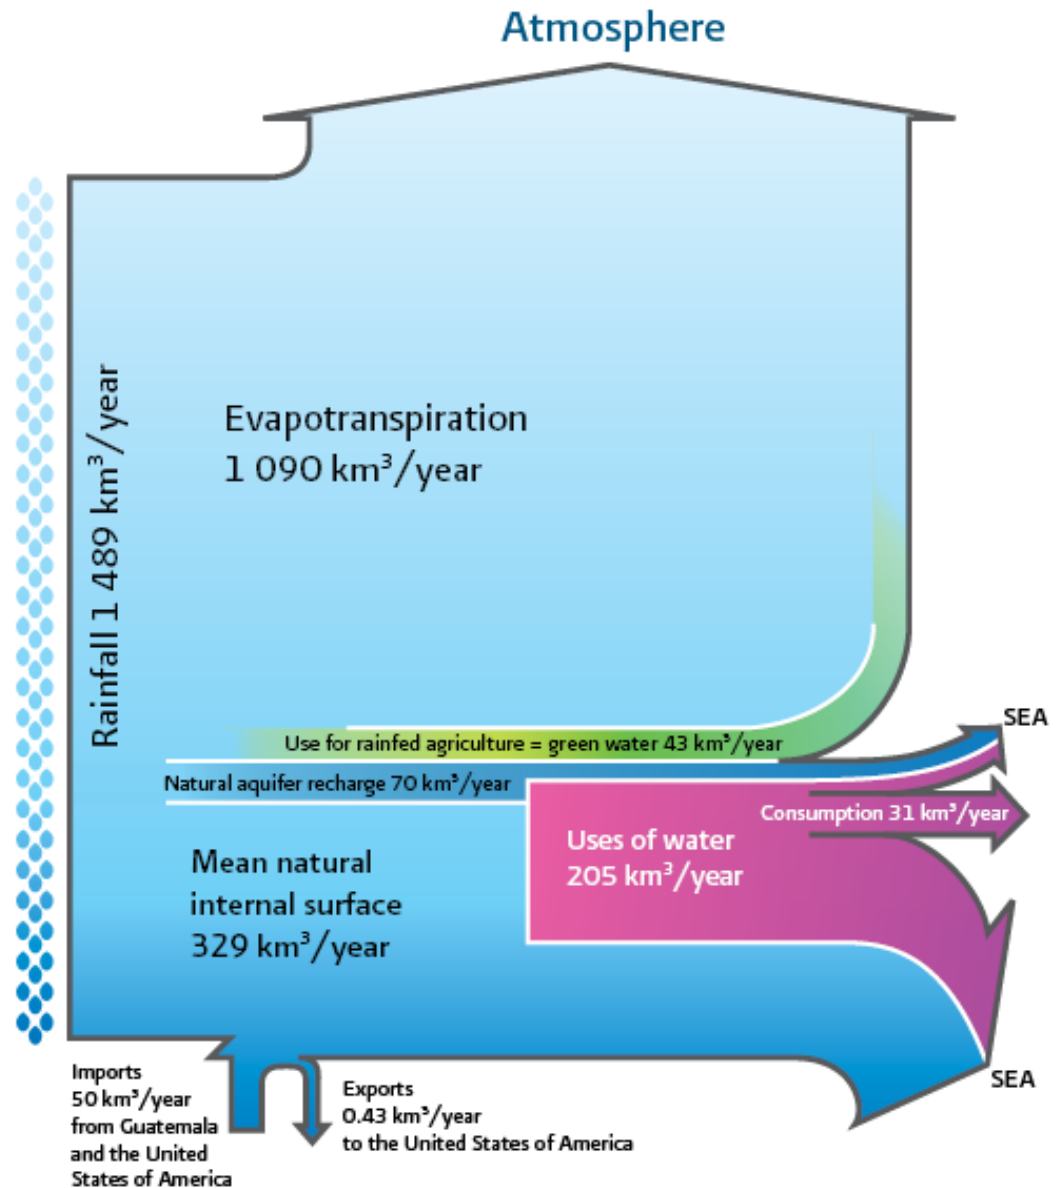 Atmosphere
Rainfall 1 489 km³/year
Evapotranspiration
1 090 km³/year
Use for rainfed agriculture = green water 43 km³/year
Natural aquifer recharge 70 km³/year
SEA
Consumption 31 km³/year
Uses of water
205 km³/year
Mean natural
internal surface
329 km³/year
SEA
Imports
50 km³/year
from Guatemala
and the United
States of America
Exports
0.43 km³/year
to the United States of America